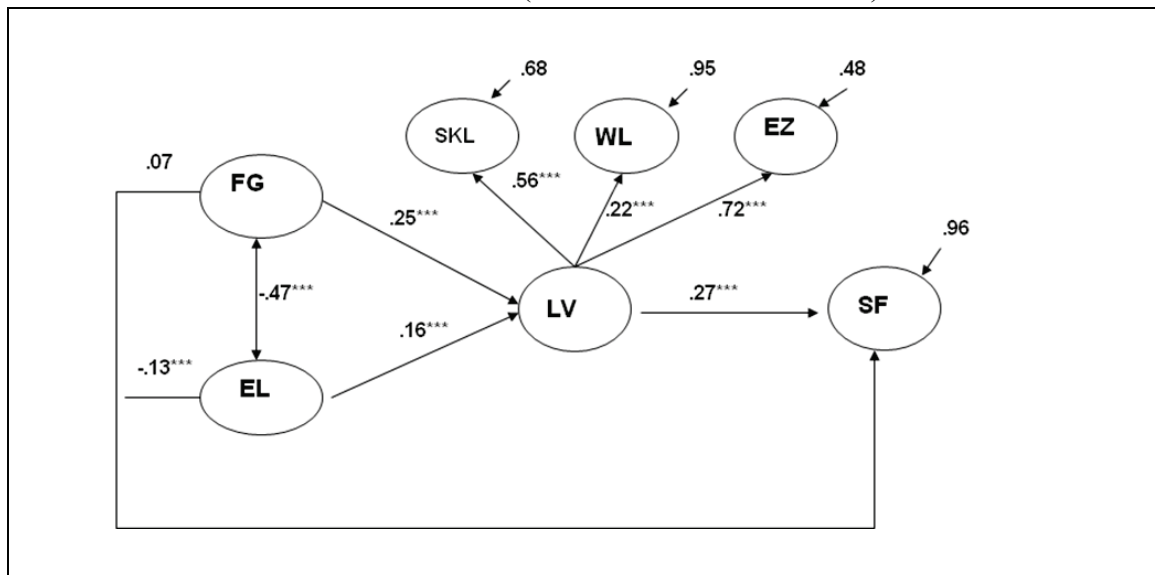 .68
.95
.48
SKL
WL
EZ
.07
FG
.56***
.22***
.72***
.25***
.96
-.47***
LV
.27***
SF
.16***
-.13***
EL